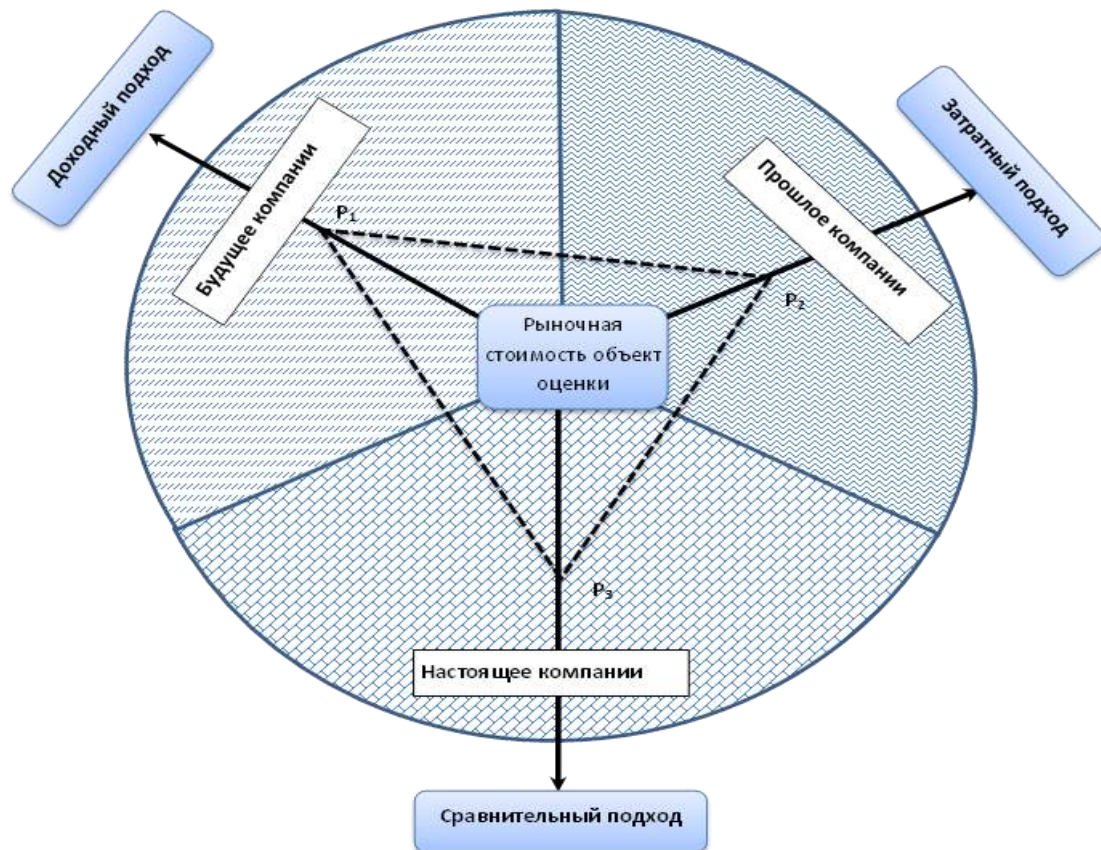 Доходный подход
Будущее компании
P₁
Затратный подход
Прошлое компании
P₂
Рыночная
стоимость объект
оценки
P₃
Настоящее компании
Сравнительный подход